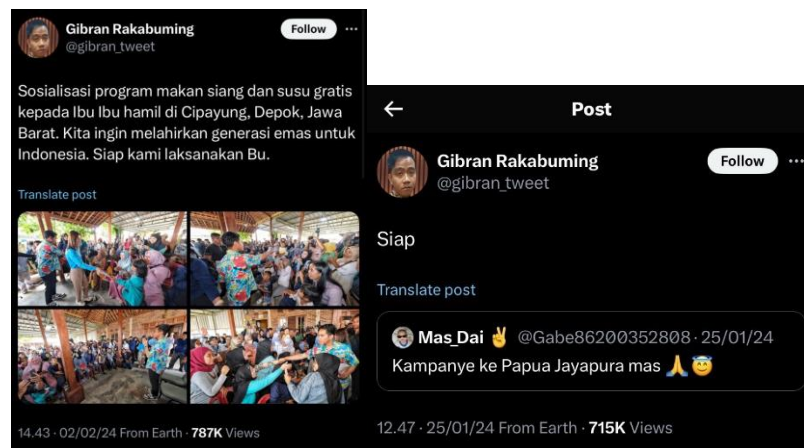 Gibran Rakabuming
Follow
@gibran_tweet
Sosialisasi program makan siang dan susu gratis
kepada Ibu Ibu hamil di Cipayung, Depok, Jawa
Barat. Kita ingin melahirkan generasi emas untuk
Indonesia. Siap kami laksanakan Bu.
Translate post
14.43 · 02/02/24 From Earth · 787K Views
Post
Gibran Rakabuming
Follow
@gibran_tweet
Siap
Translate post
Mas_Dai ✌️ @Gabe86200352808 · 25/01/24
Kampanye ke Papua Jayapura mas 🙏😇
12.47 · 25/01/24 From Earth · 715K Views